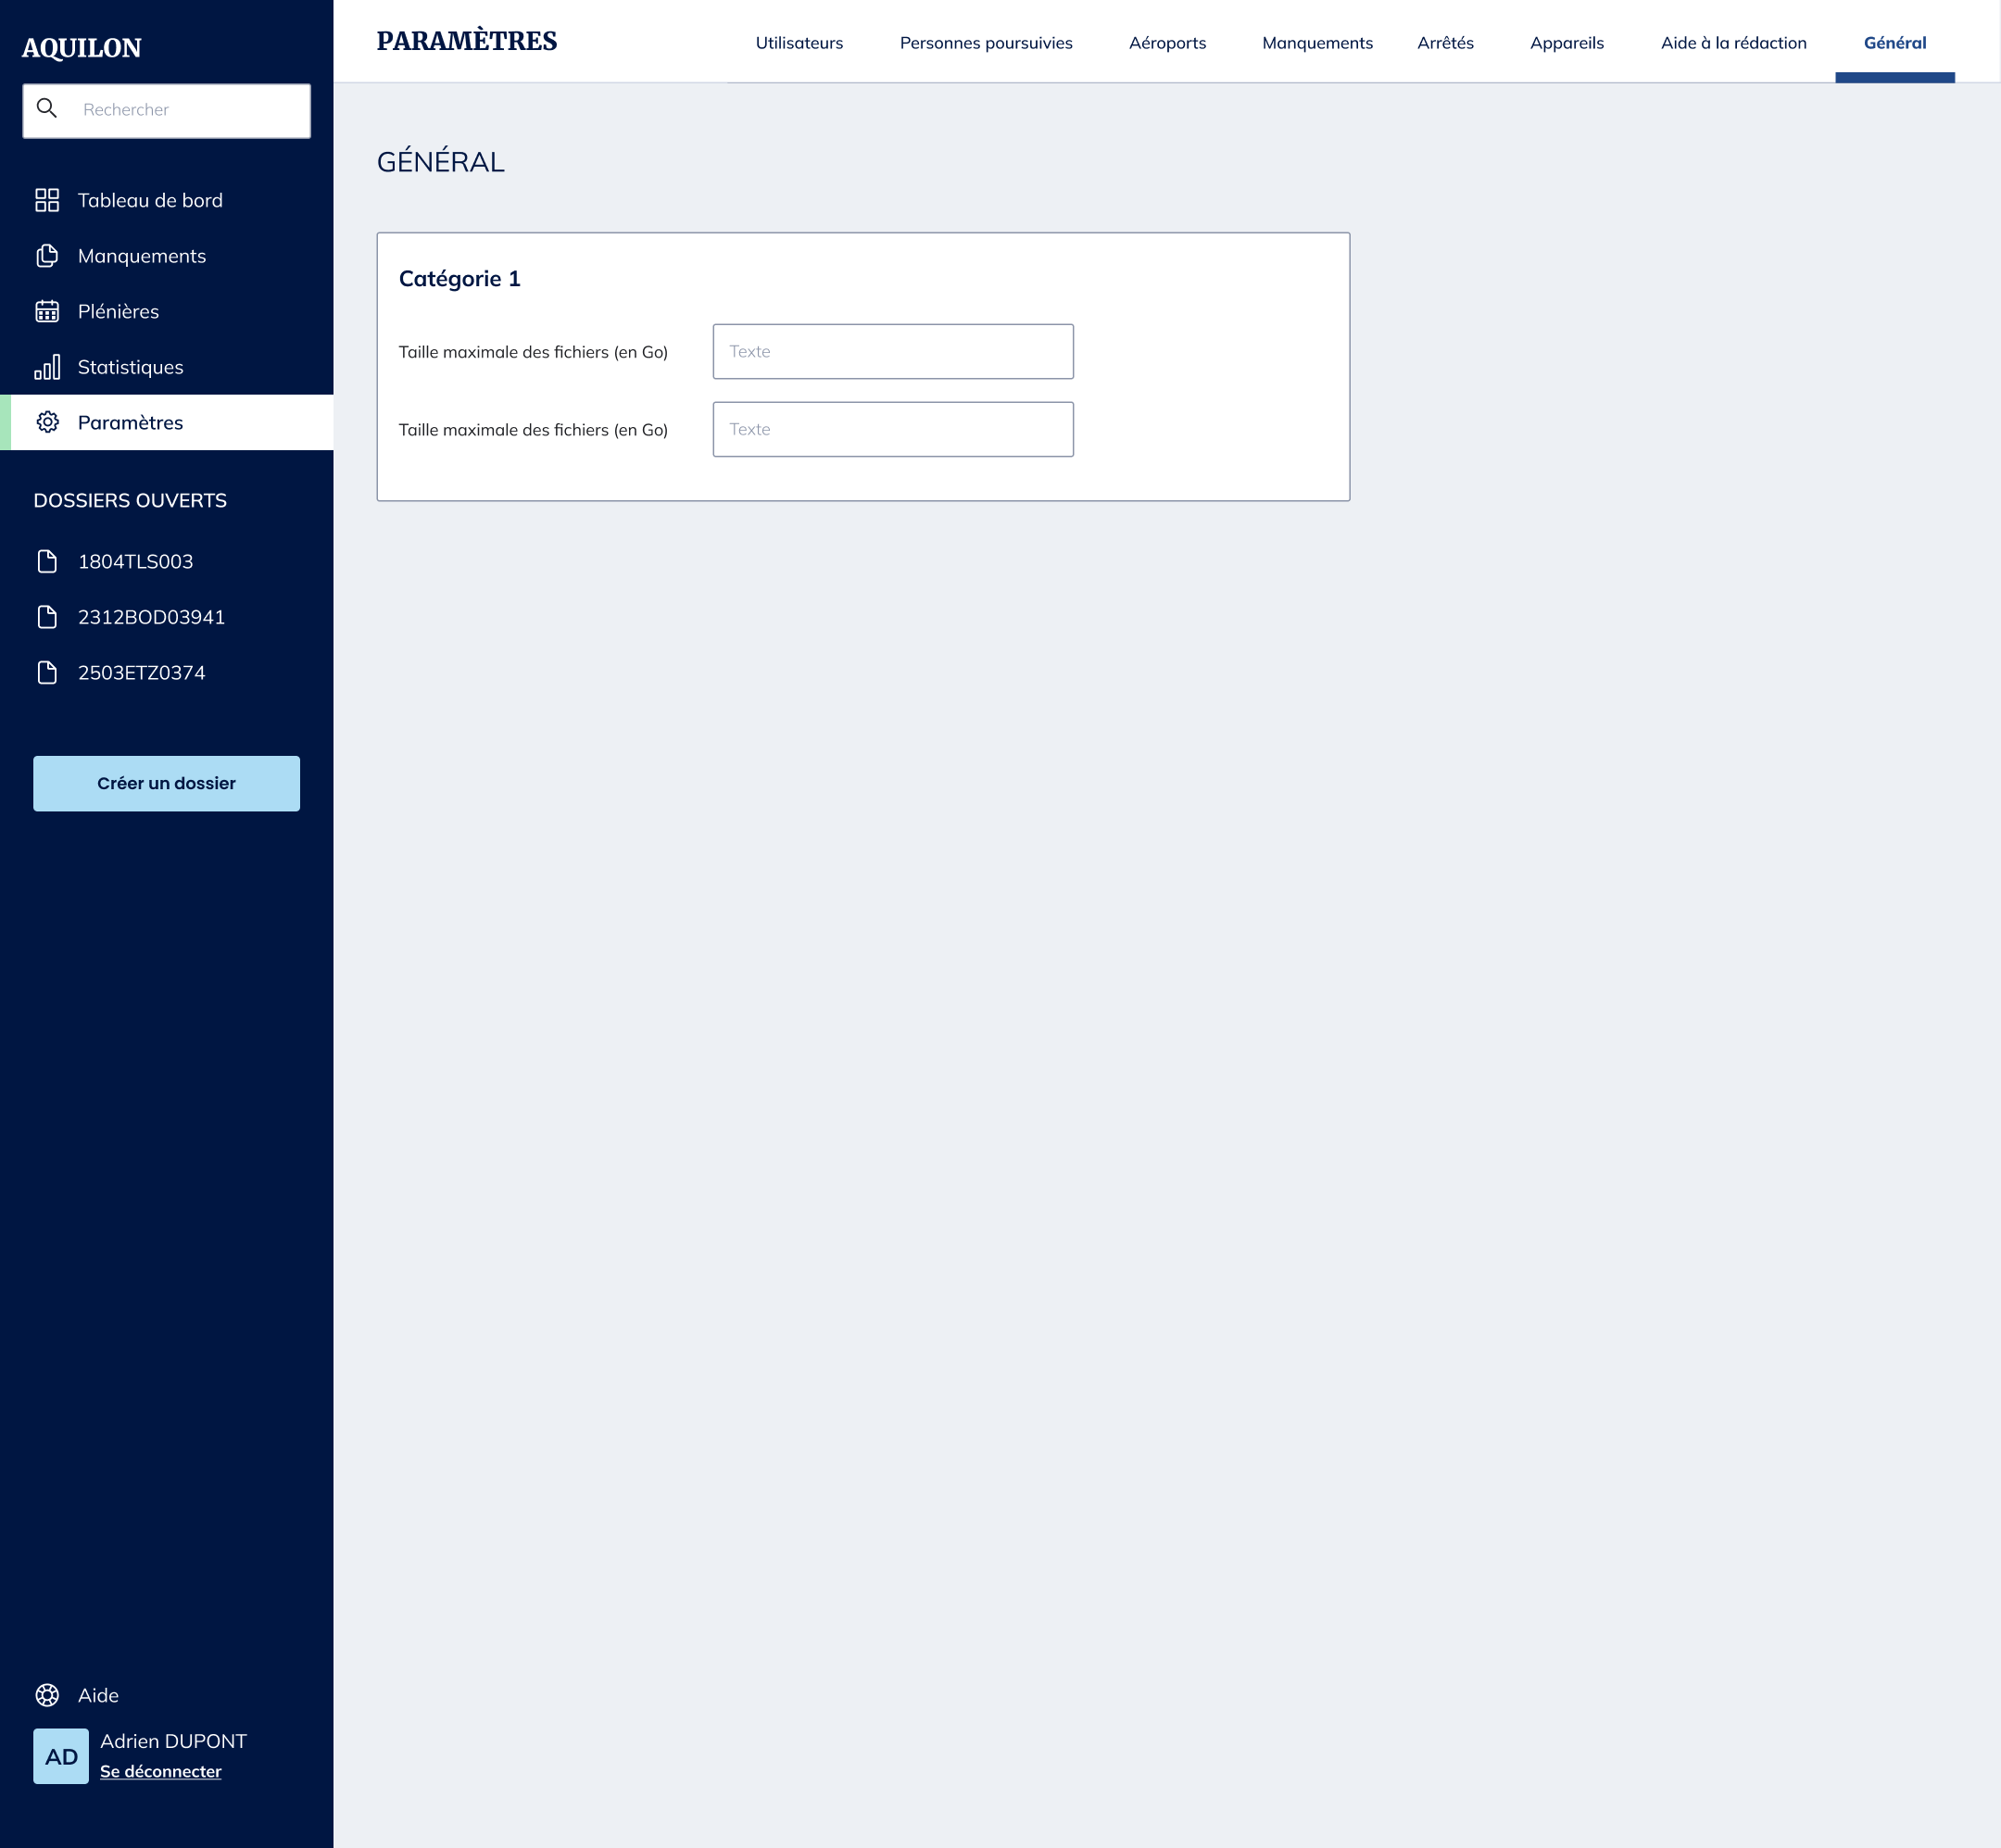 AQUILON
Rechercher
Tableau de bord
Manquements
Plénières
Statistiques
Paramètres
DOSSIERS OUVERTS
1804TLS003
2312BOD03941
2503ETZ0374
Créer un dossier
Aide
AD
Adrien DUPONT
Se déconnecter
PARAMÈTRES
Utilisateurs
Personnes poursuivies
Aéroports
Manquements
Arrêtés
Appareils
Aide à la rédaction
Général
GÉNÉRAL
Catégorie 1
Taille maximale des fichiers (en Go)
Texte
Taille maximale des fichiers (en Go)
Texte